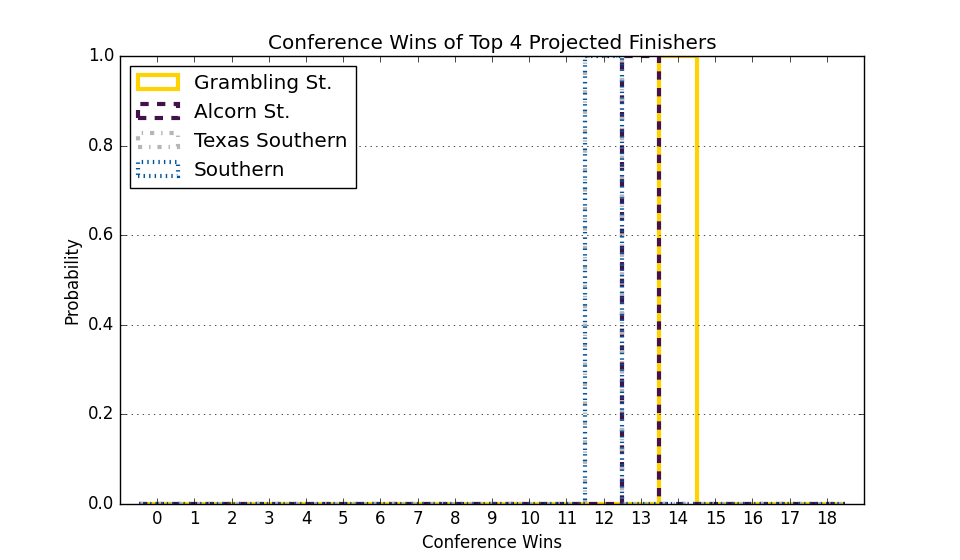 Conference Wins of Top 4 Projected Finishers
1.0
0.8
0.6
0.4
0.2
0.0
Probability
Grambling St.
Alcorn St.
Texas Southern
Southern
0 1 2 3 4 5 6 7 8 9 10 11 12 13 14 15 16 17 18
Conference Wins